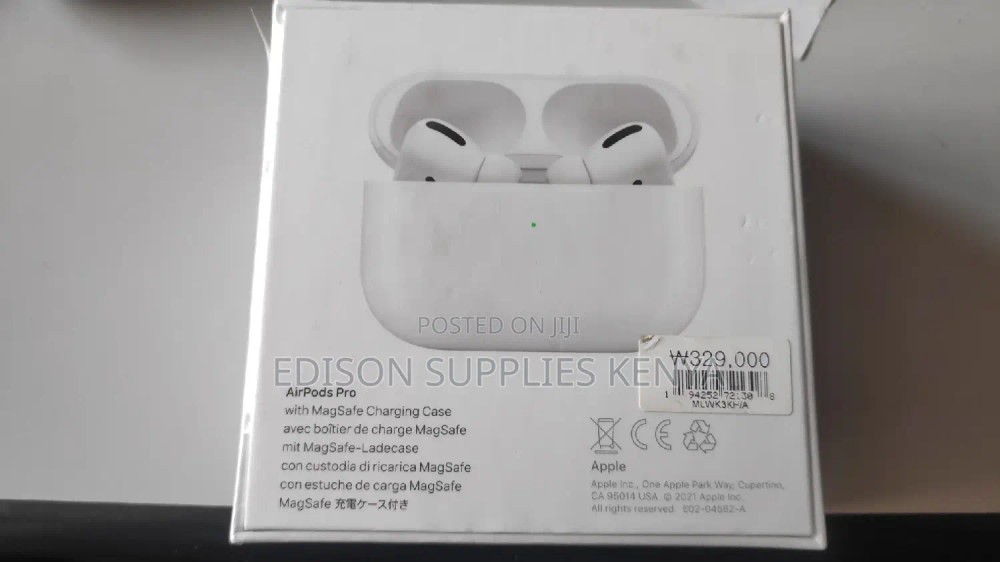 POSTED ON JIJI
EDISON SUPPLIES KENYA
₩329,000
MLWK3KH/A
AirPods Pro
with MagSafe Charging Case
avec boîtier de charge MagSafe
mit MagSafe-Ladecase
con custodia di ricarica MagSafe
con estuche de carga MagSafe
MagSafe 充電ケース付き
CE
Apple
Apple Inc., One Apple Park Way, Cupertino,
CA 95014 USA. © 2021 Apple Inc.
All rights reserved. 602-04582-A